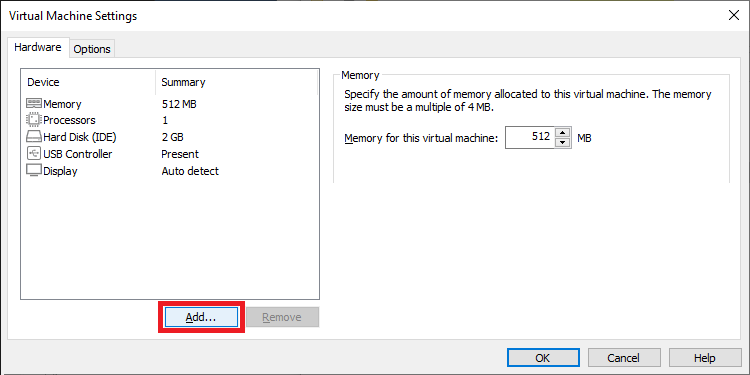 Virtual Machine Settings
Hardware
Options
Device Summary
Memory 512 MB
Processors 1
Hard Disk (IDE) 2 GB
USB Controller Present
Display Auto detect
Add...
Remove
Memory
Specify the amount of memory allocated to this virtual machine. The memory
size must be a multiple of 4 MB.
Memory for this virtual machine: 512 MB
OK
Cancel
Help